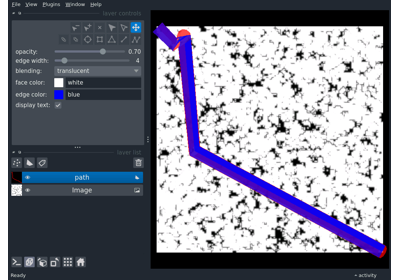 File View Plugins Window Help
layer controls
opacity: 0.70
edge width: 4
blending: translucent
face color: white
edge color: blue
display text:
layer list
path
Image
Ready
activity